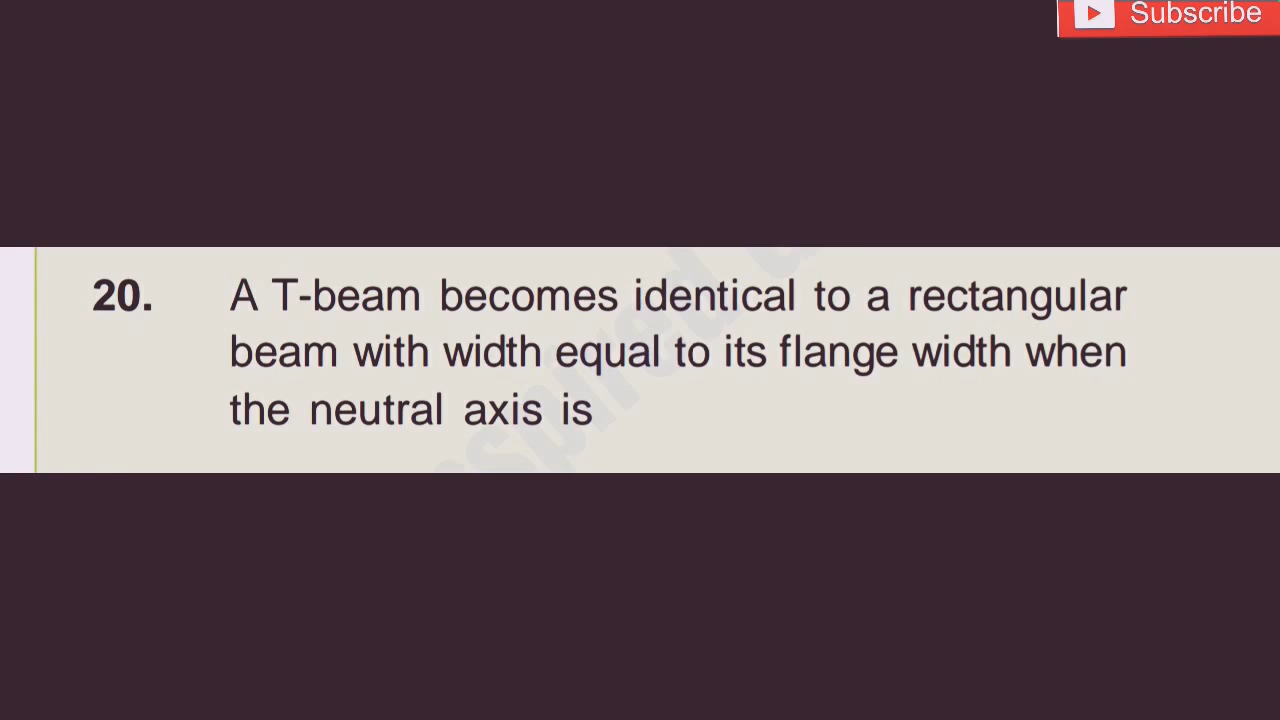 Subscribe
20. A T-beam becomes identical to a rectangular
beam with width equal to its flange width when
the neutral axis is